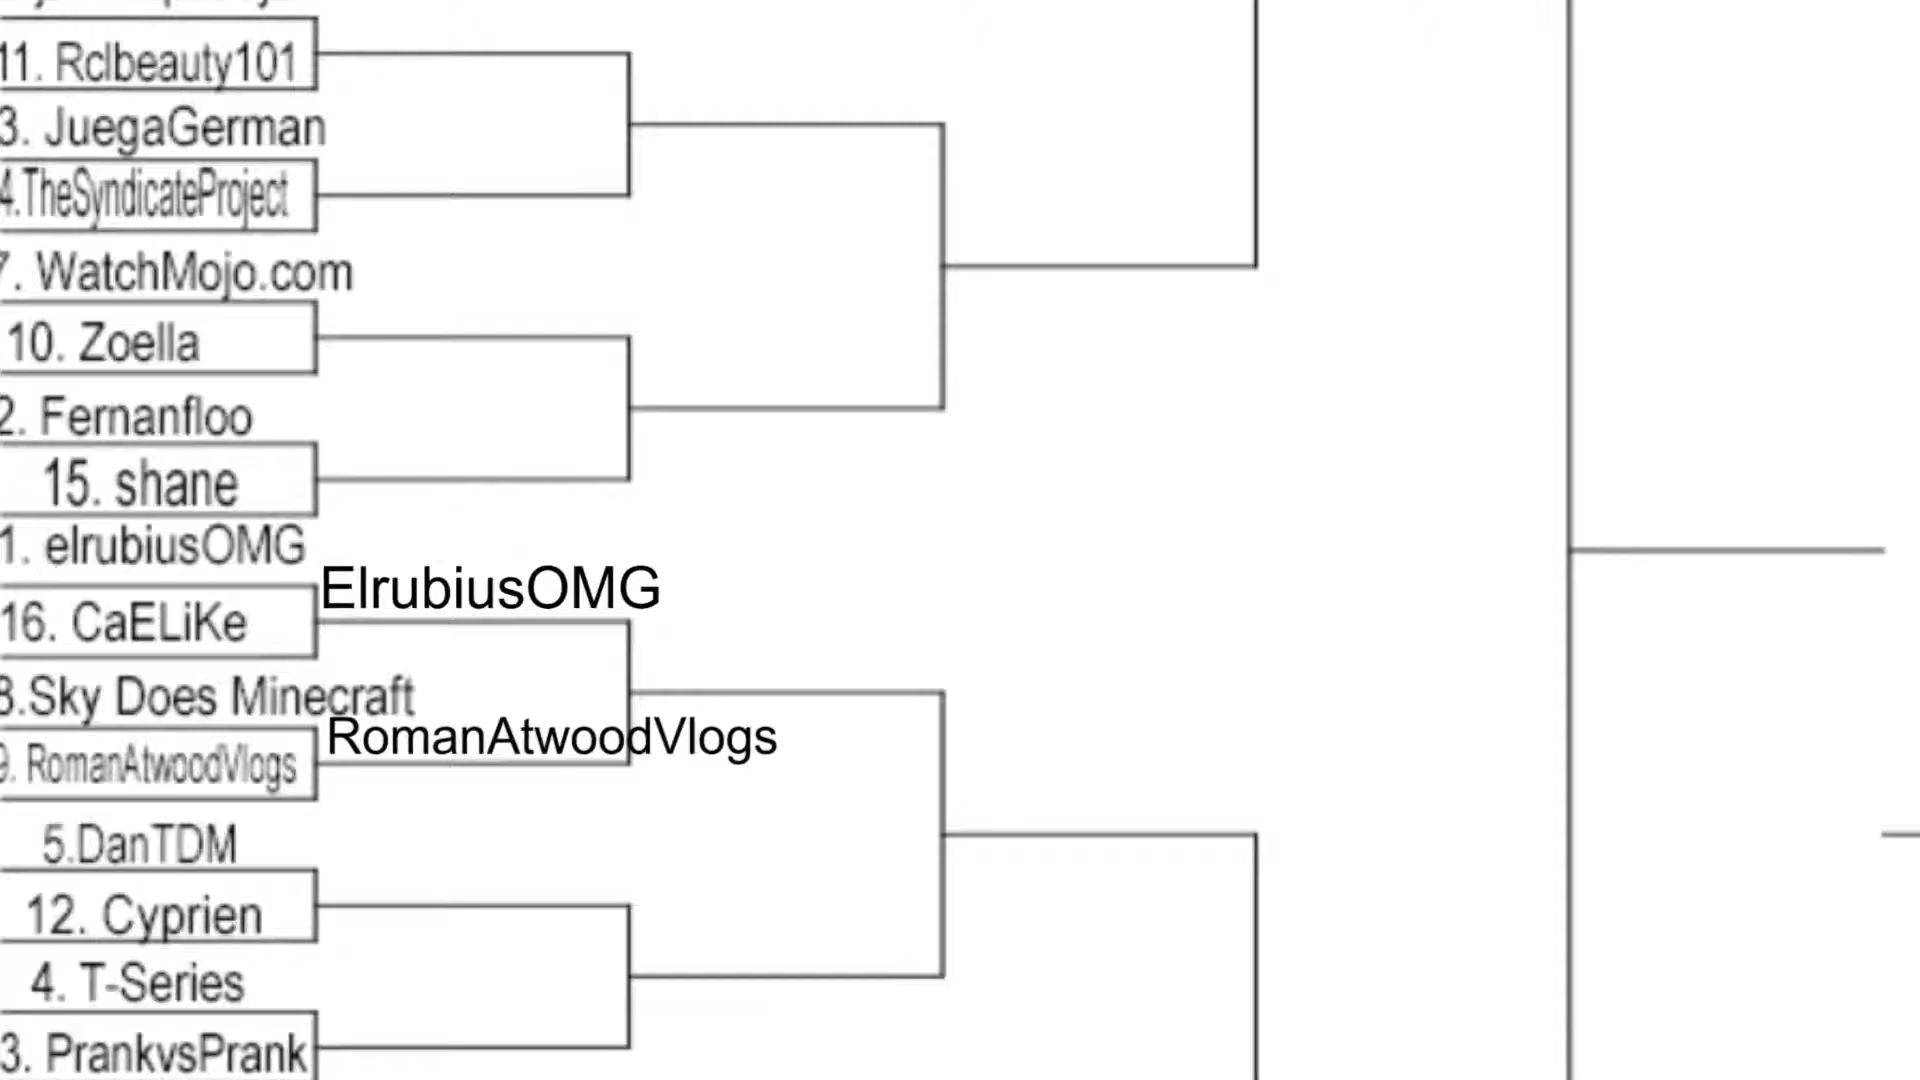 11. Rclbeauty101
3. JuegaGerman
4.TheSyndicateProject
7. WatchMojo.com
10. Zoella
2. Fernanfloo
15. shane
1. elrubiusOMG
ElrubiusOMG
16. CaELiKe
8.Sky Does Minecraft
RomanAtwoodVlogs
9. RomanAtwoodVlogs
5.DanTDM
12. Cyprien
4. T-Series
3. PrankvsPrank